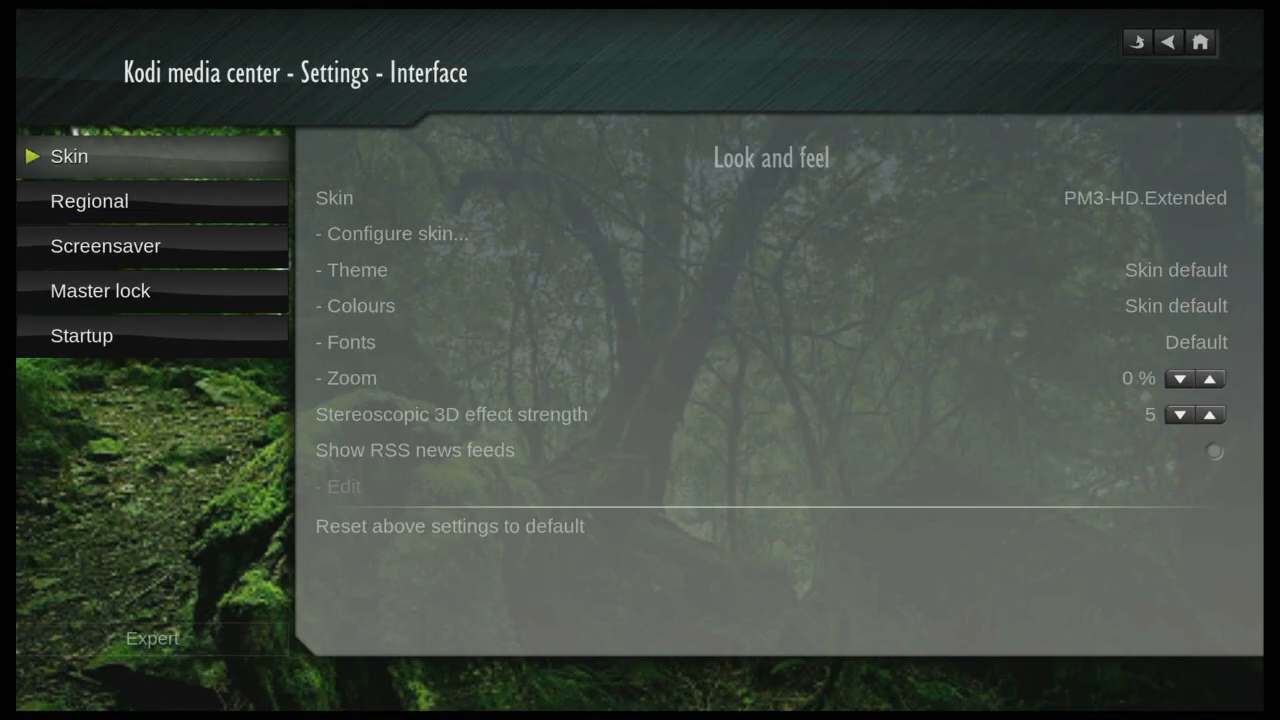 Kodi media center - Settings - Interface
Skin
Regional
Screensaver
Master lock
Startup
Expert
Look and feel
Skin PM3-HD.Extended
- Configure skin...
- Theme Skin default
- Colours Skin default
- Fonts Default
- Zoom 0 %
Stereoscopic 3D effect strength 5
Show RSS news feeds
- Edit
Reset above settings to default